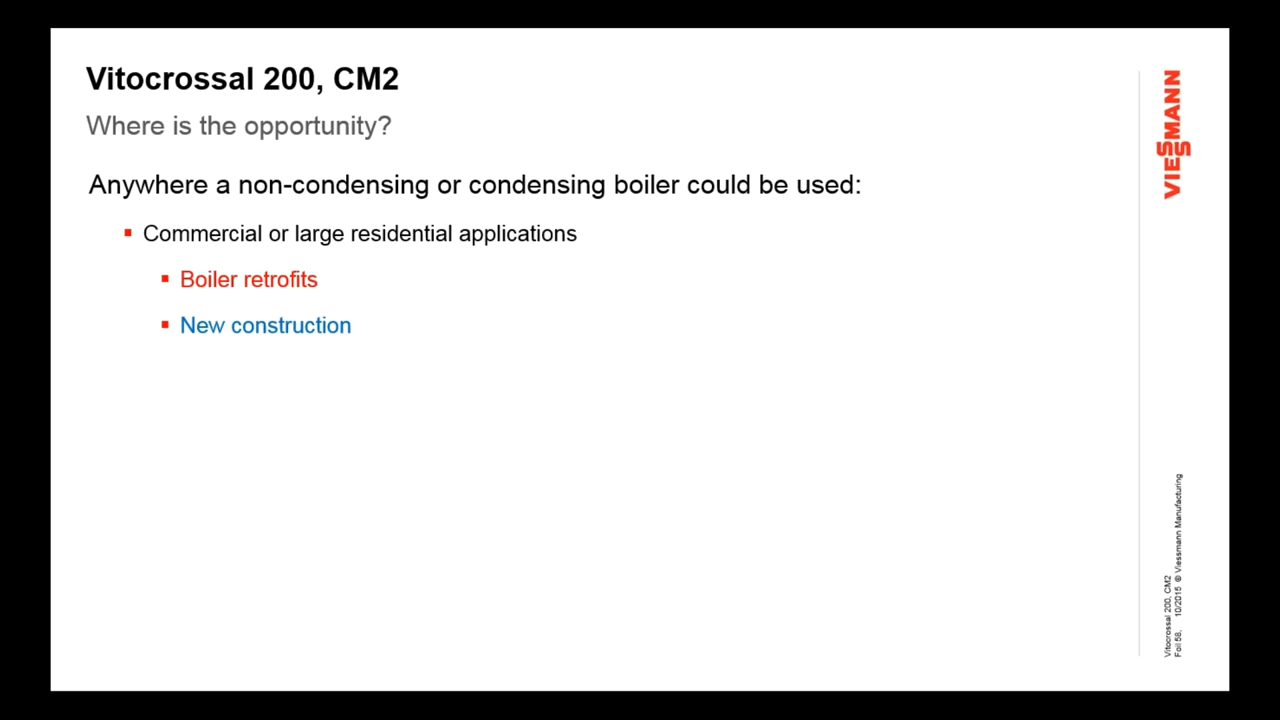 Vitocrossal 200, CM2
Where is the opportunity?
Anywhere a non-condensing or condensing boiler could be used:
Commercial or large residential applications
Boiler retrofits
New construction
VIESMANN
Vitocrossal 200, CM2
Foil 58, 10/2015 © Viessmann Manufacturing